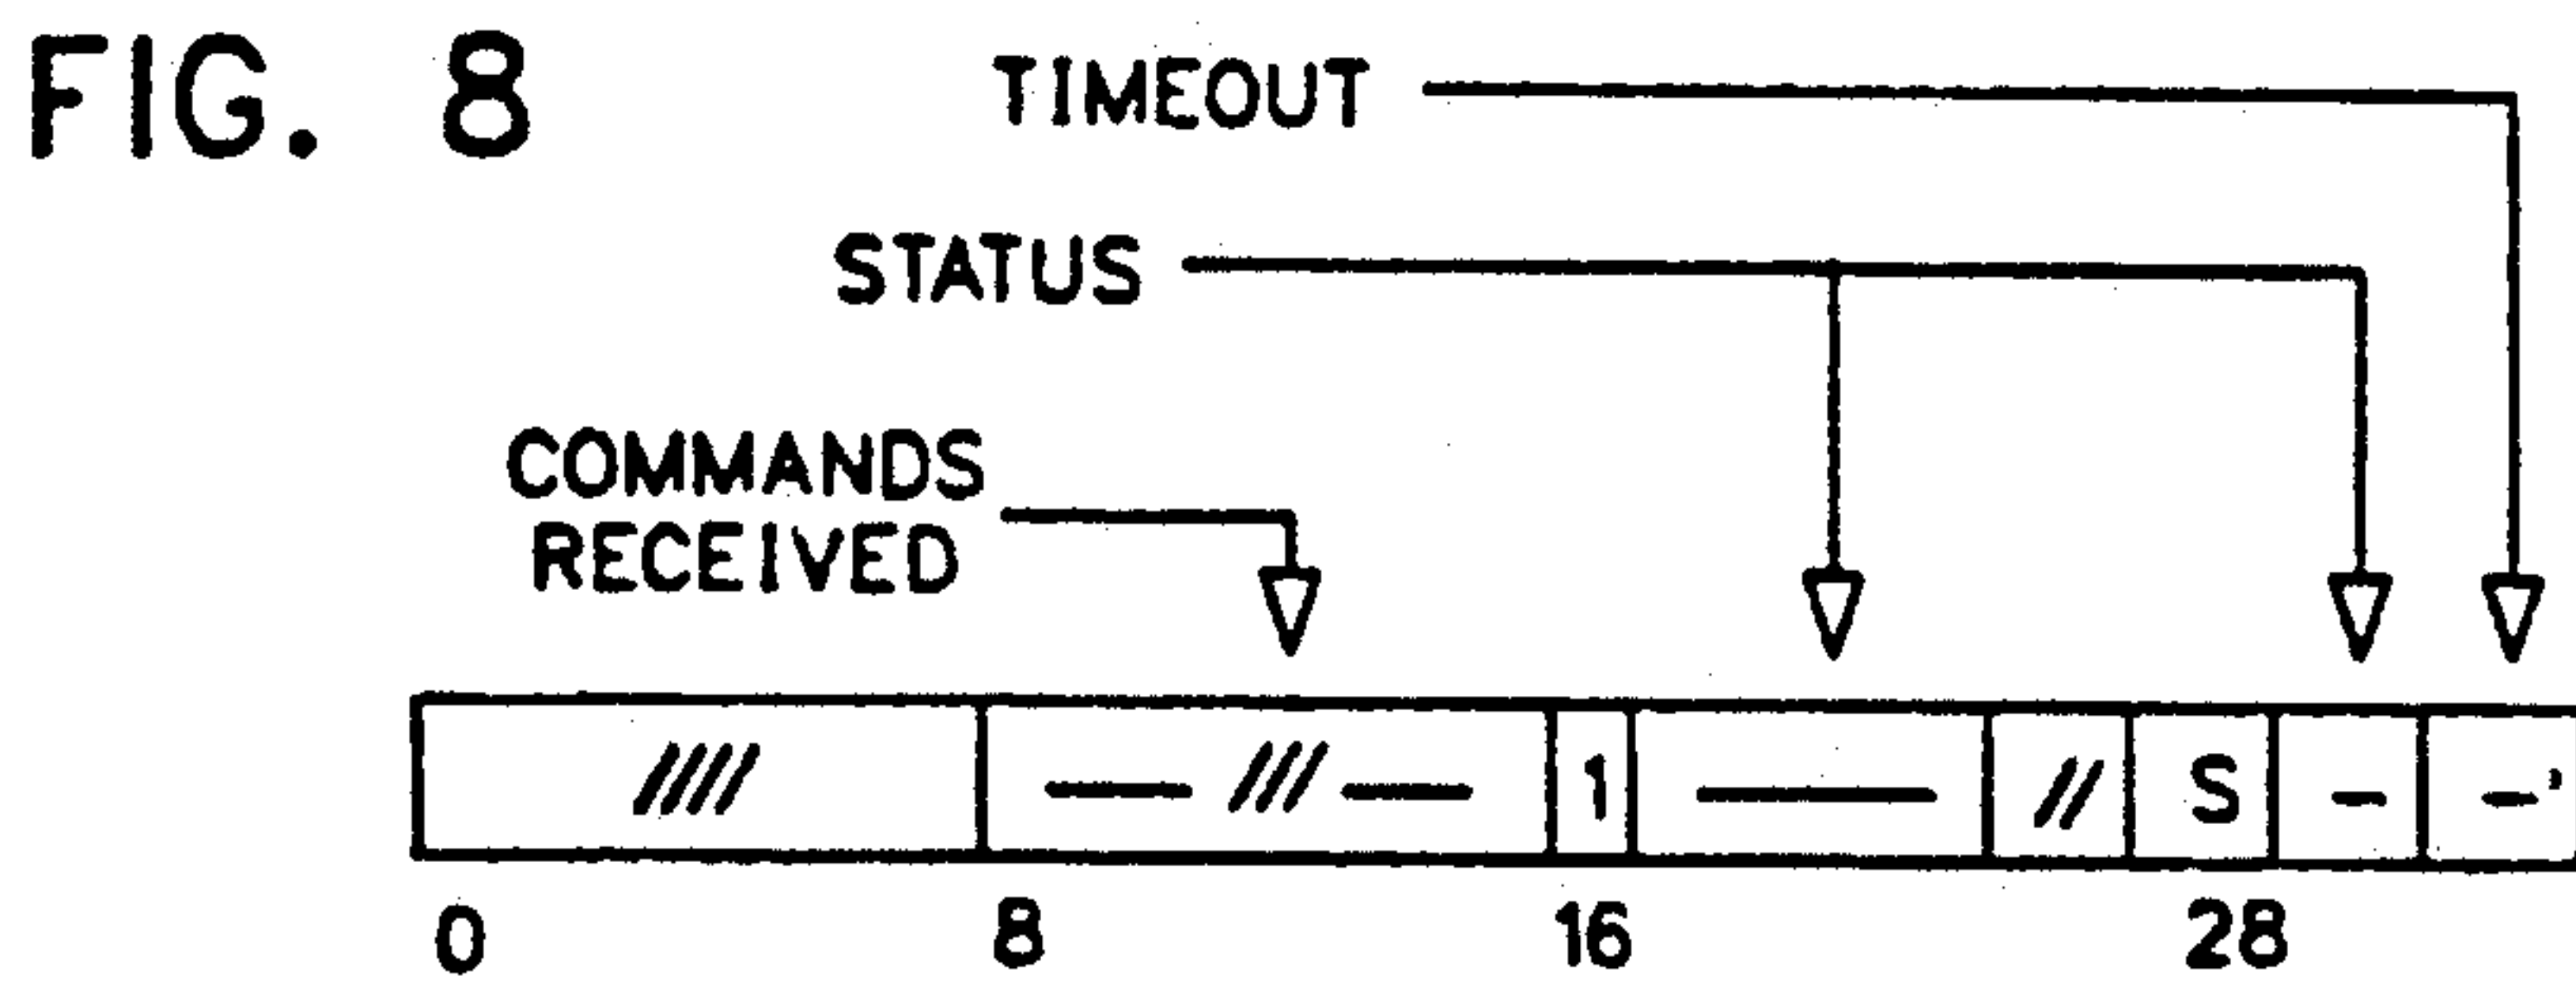 FIG. 8
TIMEOUT
STATUS
COMMANDS
RECEIVED
//// — /// — 1 — // S - -'
0 8 16 28